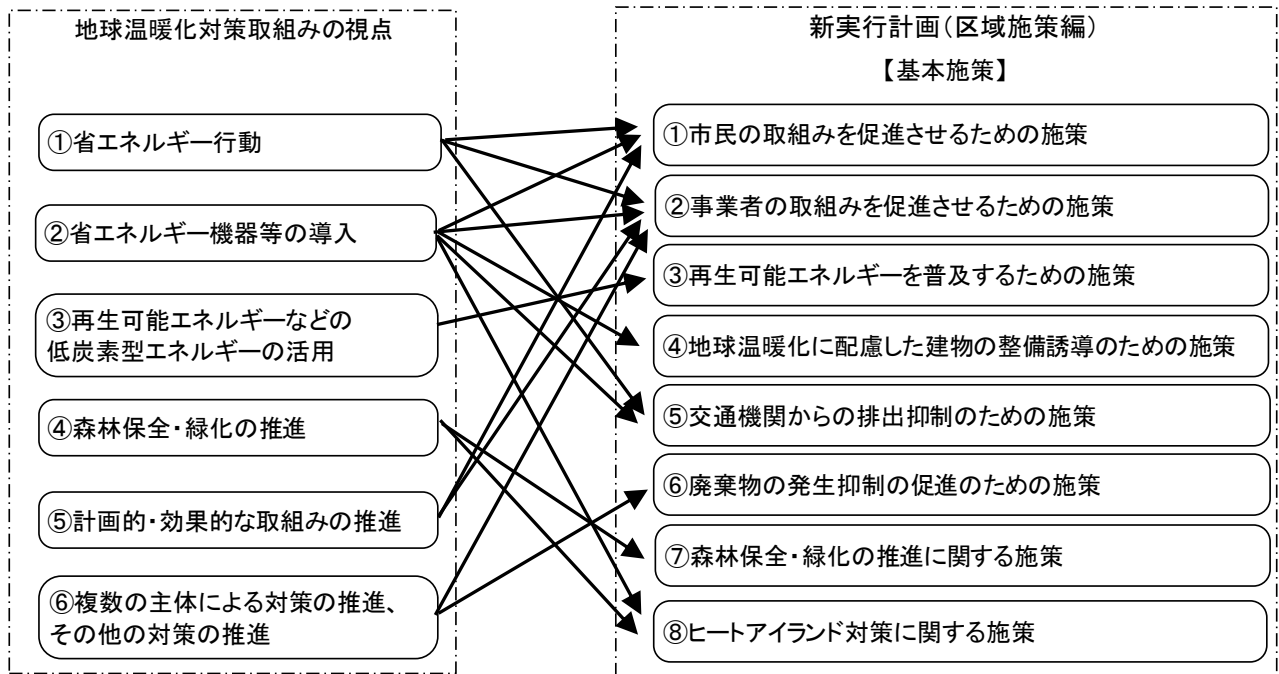 地球温暖化対策取組みの視点
①省エネルギー行動
②省エネルギー機器等の導入
③再生可能エネルギーなどの
低炭素型エネルギーの活用
④森林保全・緑化の推進
⑤計画的・効果的な取組みの推進
⑥複数の主体による対策の推進、
その他の対策の推進
新実行計画（区域施策編）
【基本施策】
①市民の取組みを促進させるための施策
②事業者の取組みを促進させるための施策
③再生可能エネルギーを普及するための施策
④地球温暖化に配慮した建物の整備誘導のための施策
⑤交通機関からの排出抑制のための施策
⑥廃棄物の発生抑制の促進のための施策
⑦森林保全・緑化の推進に関する施策
⑧ヒートアイランド対策に関する施策